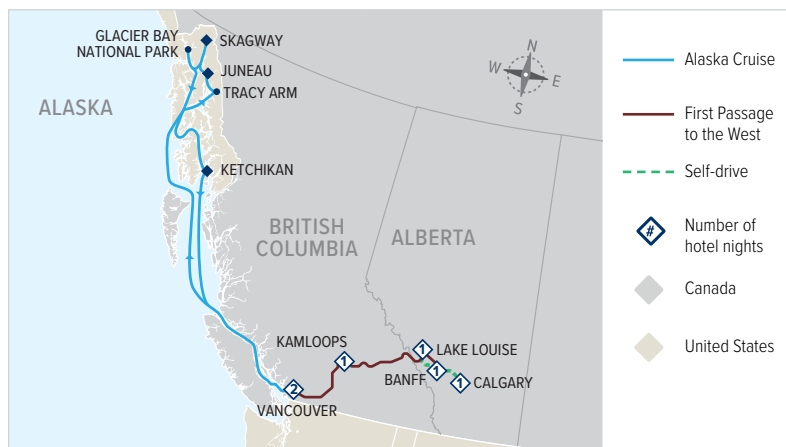 GLACIER BAY
NATIONAL PARK
SKAGWAY
JUNEAU
TRACY ARM
ALASKA
KETCHIKAN
N
W
E
S
BRITISH
COLUMBIA
ALBERTA
KAMLOOPS
1
1
LAKE LOUISE
BANFF
1
1
CALGARY
2
VANCOUVER
Alaska Cruise
First Passage
to the West
Self-drive
#
Number of
hotel nights
Canada
United States